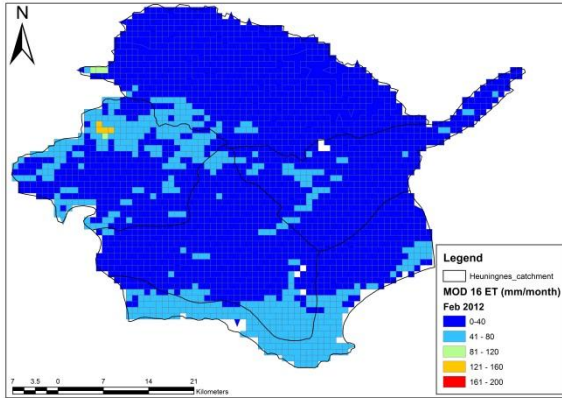 N
Legend
Heuningnes_catchment
MOD 16 ET (mm/month)
Feb 2012
0-40
41 - 80
81 - 120
121 - 160
161 - 200
7 3.5 0 7 14 21
Kilometers